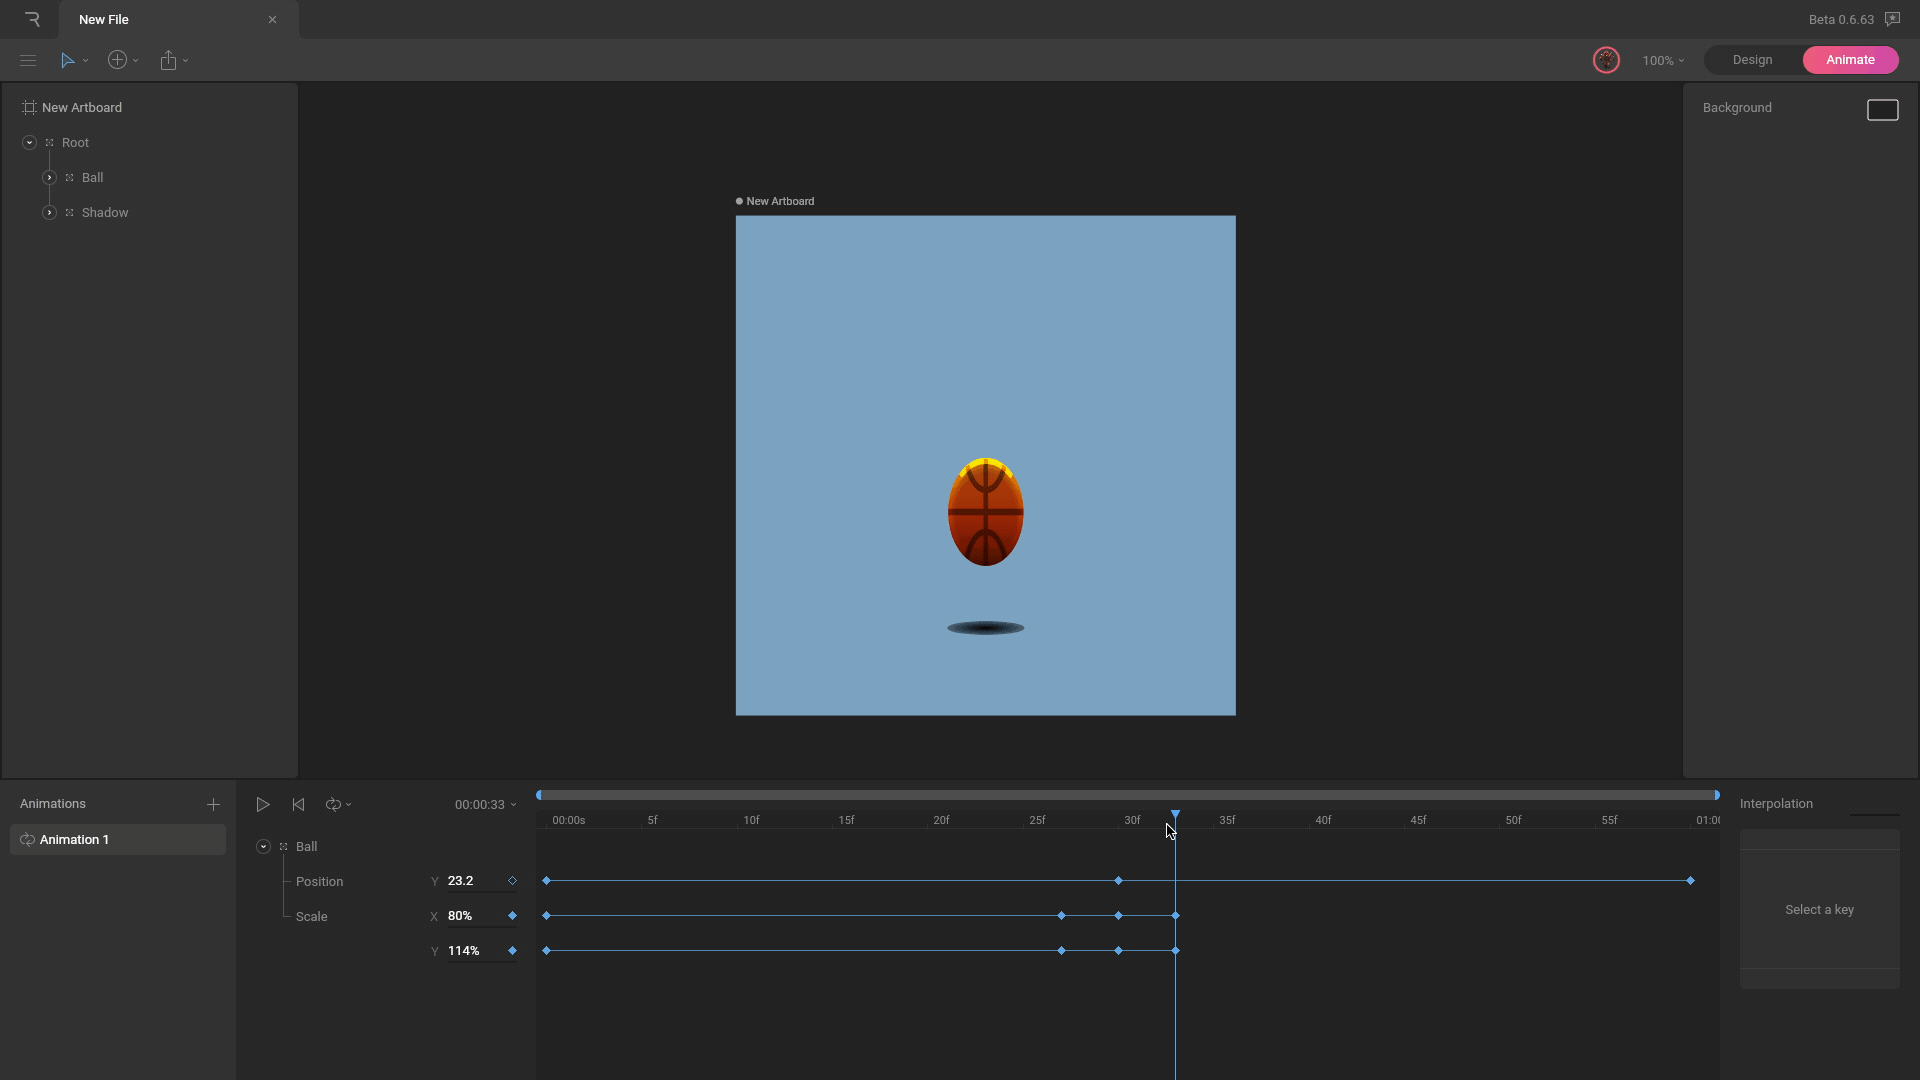 New File
Beta 0.6.63
100%
Design
Animate
New Artboard
Root
Ball
Shadow
New Artboard
Background
Animations
Animation 1
00:00:33
00:00s 5f 10f 15f 20f 25f 30f 35f 40f 45f 50f 55f 01:00
Ball
Position Y 23.2
Scale X 80%
Y 114%
Interpolation
Select a key